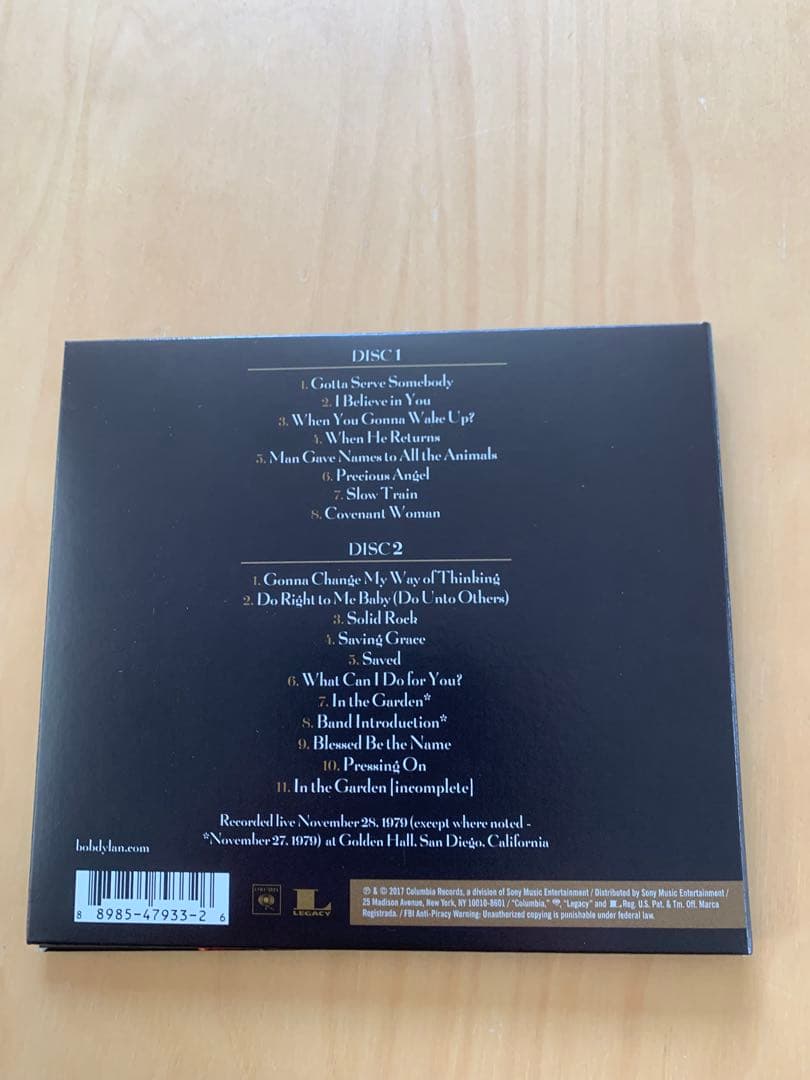 DISC 1
1. Gotta Serve Somebody
2. I Believe in You
3. When You Gonna Wake Up?
4. When He Returns
5. Man Gave Names to All the Animals
6. Precious Angel
7. Slow Train
8. Covenant Woman
DISC 2
1. Gonna Change My Way of Thinking
2. Do Right to Me Baby (Do Unto Others)
3. Solid Rock
4. Saving Grace
5. Saved
6. What Can I Do for You?
7. In the Garden*
8. Band Introduction*
9. Blessed Be the Name
10. Pressing On
11. In the Garden [incomplete]
Recorded live November 28, 1979 (except where noted -
*November 27, 1979) at Golden Hall, San Diego, California
bobdylan.com
8 8985-47933-2 6
COLUMBIA
L
LEGACY
℗ & © 2017 Columbia Records, a division of Sony Music Entertainment / Distributed by Sony Music Entertainment /
25 Madison Avenue, New York, NY 10010-8601 / "Columbia," , "Legacy" and L Reg. U.S. Pat. & Tm. Off. Marca
Registrada. / FBI Anti-Piracy Warning: Unauthorized copying is punishable under federal law.